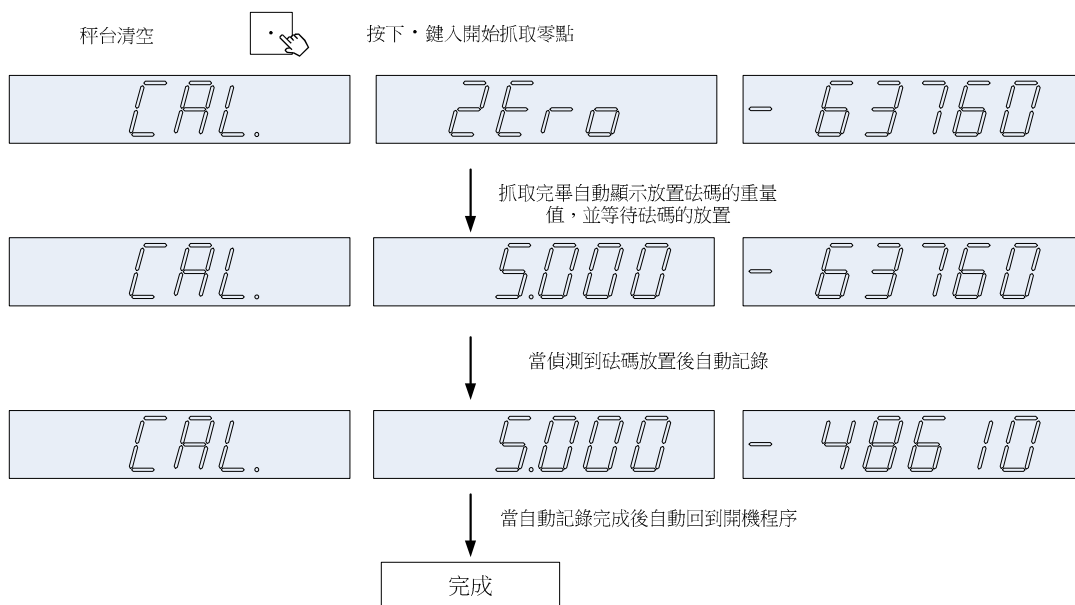 秤台清空 · 按下·鍵入開始抓取零點
CAL. 2Ero - 63760
抓取完畢自動顯示放置砝碼的重量
值，並等待砝碼的放置
CAL. 5.000 - 63760
當偵測到砝碼放置後自動記錄
CAL. 5.000 - 48610
當自動記錄完成後自動回到開機程序
完成